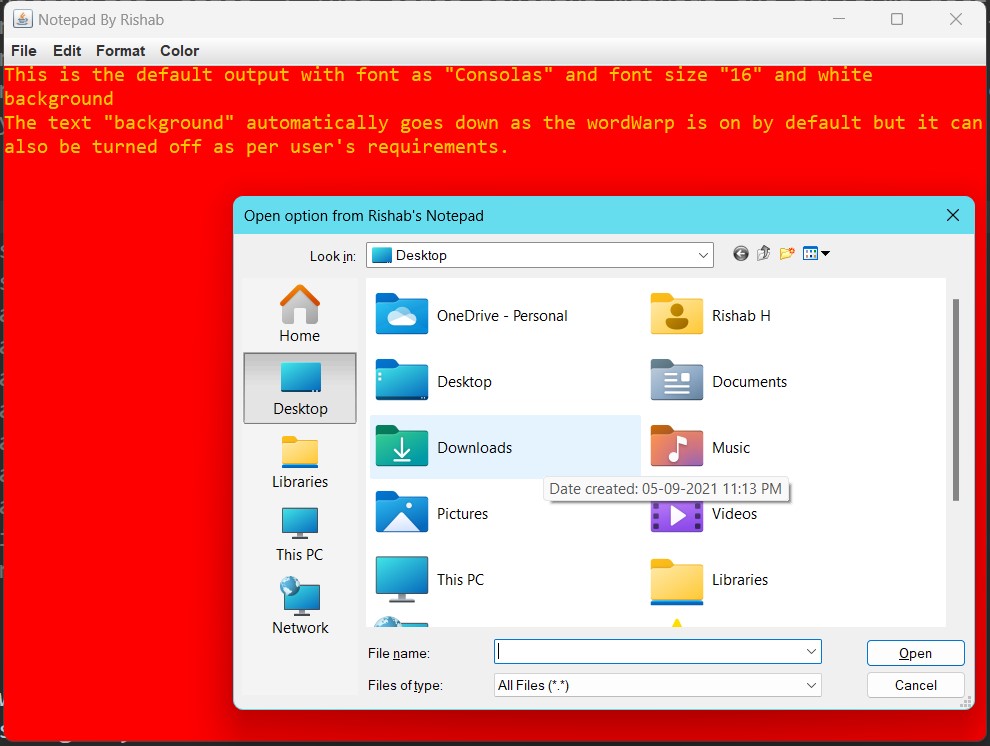 Notepad By Rishab
File Edit Format Color
This is the default output with font as "Consolas" and font size "16" and white
background
The text "background" automatically goes down as the wordWarp is on by default but it can
also be turned off as per user's requirements.
Open option from Rishab's Notepad
Look in: Desktop
Home
Desktop
Libraries
This PC
Network
OneDrive - Personal
Rishab H
Desktop
Documents
Downloads
Music
Date created: 05-09-2021 11:13 PM
Pictures
Videos
This PC
Libraries
File name:
Open
Files of type: All Files (*.*)
Cancel